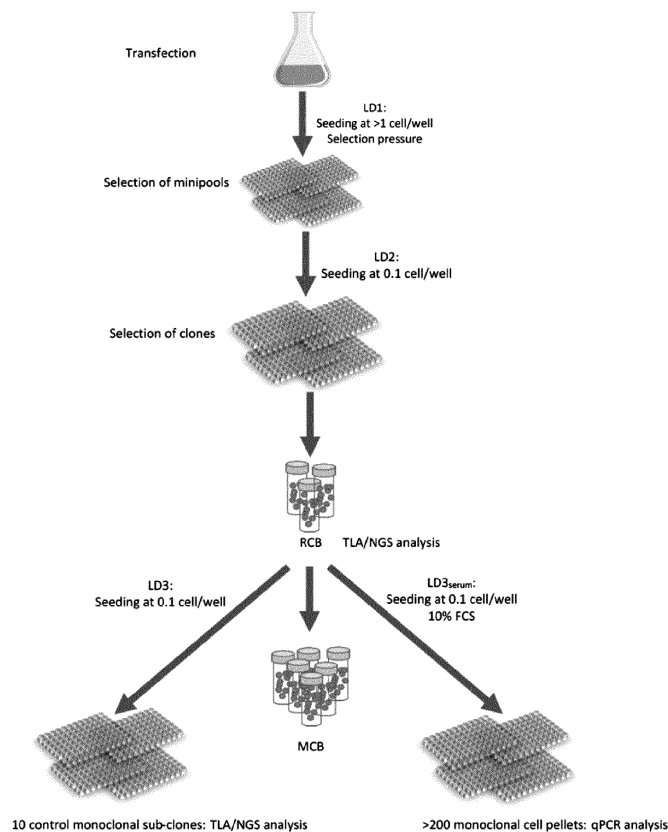 Transfection
LD1:
Seeding at >1 cell/well
Selection pressure
Selection of minipools
LD2:
Seeding at 0.1 cell/well
Selection of clones
RCB TLA/NGS analysis
LD3:
Seeding at 0.1 cell/well
LD3serum:
Seeding at 0.1 cell/well
10% FCS
MCB
10 control monoclonal sub-clones: TLA/NGS analysis
>200 monoclonal cell pellets: qPCR analysis